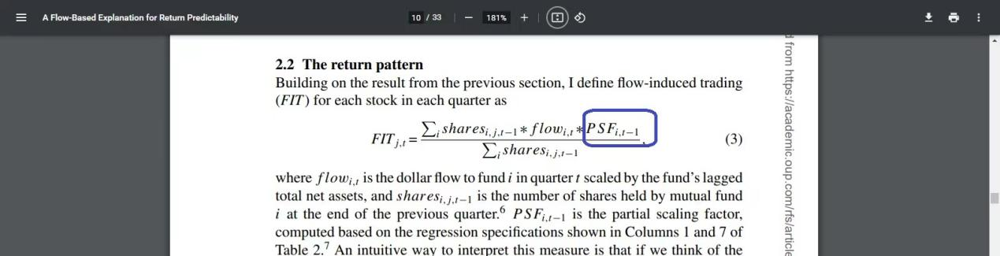 A Flow-Based Explanation for Return Predictability
10 / 33 | − 181% + |
2.2 The return pattern
Building on the result from the previous section, I define flow-induced trading
(FIT) for each stock in each quarter as
FIT_{j,t} = \frac{\sum_i shares_{i,j,t−1} * flow_{i,t} * PSF_{i,t−1}}{\sum_i shares_{i,j,t−1}}, (3)
where flow_{i,t} is the dollar flow to fund i in quarter t scaled by the fund’s lagged
total net assets, and shares_{i,j,t−1} is the number of shares held by mutual fund
i at the end of the previous quarter.⁶ PSF_{i,t−1} is the partial scaling factor,
computed based on the regression specifications shown in Columns 1 and 7 of
Table 2.⁷ An intuitive way to interpret this measure is that if we think of the
from https://academic.oup.com/rfs/article